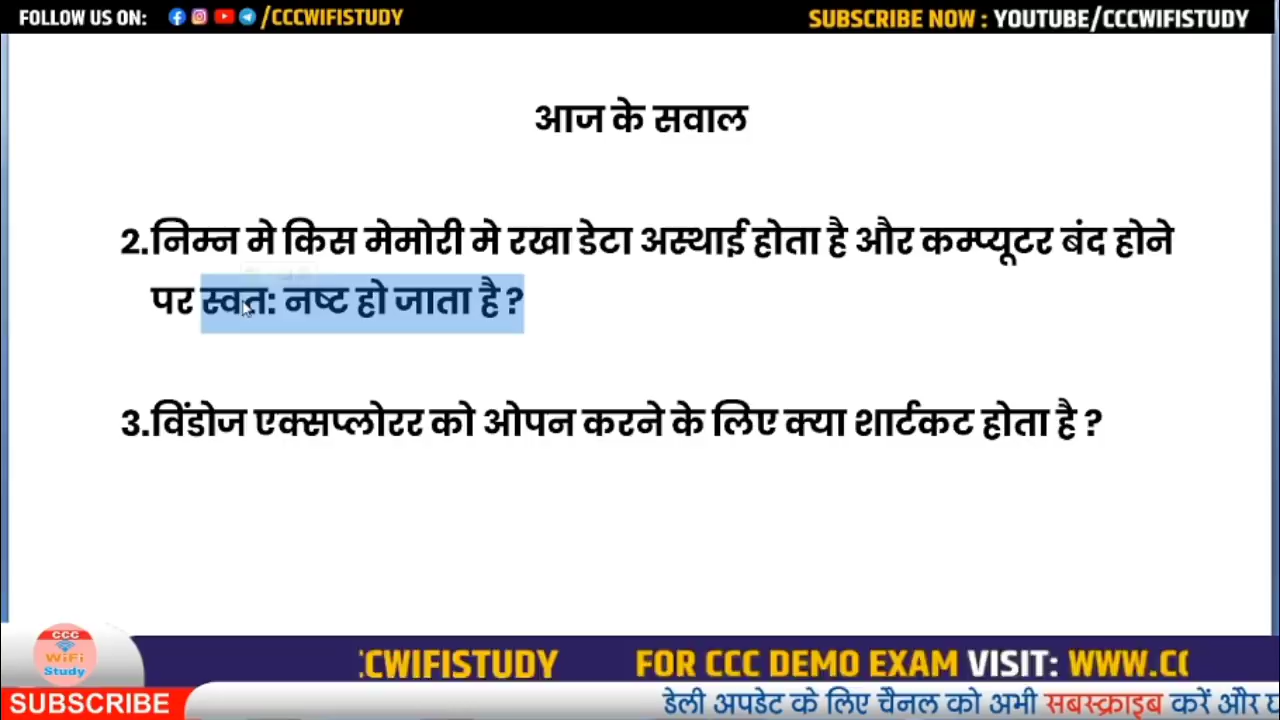 FOLLOW US ON: /CCCWIFISTUDY
SUBSCRIBE NOW : YOUTUBE/CCCWIFISTUDY
आज के सवाल
2.निम्न मे किस मेमोरी मे रखा डेटा अस्थाई होता है और कम्प्यूटर बंद होने
पर स्वत: नष्ट हो जाता है ?
3.विंडोज एक्सप्लोरर को ओपन करने के लिए क्या शार्टकट होता है ?
CCC
WiFi
Study
CWIFISTUDY FOR CCC DEMO EXAM VISIT: WWW.CC
SUBSCRIBE
डेली अपडेट के लिए चैनल को अभी सबस्क्राइब करें और